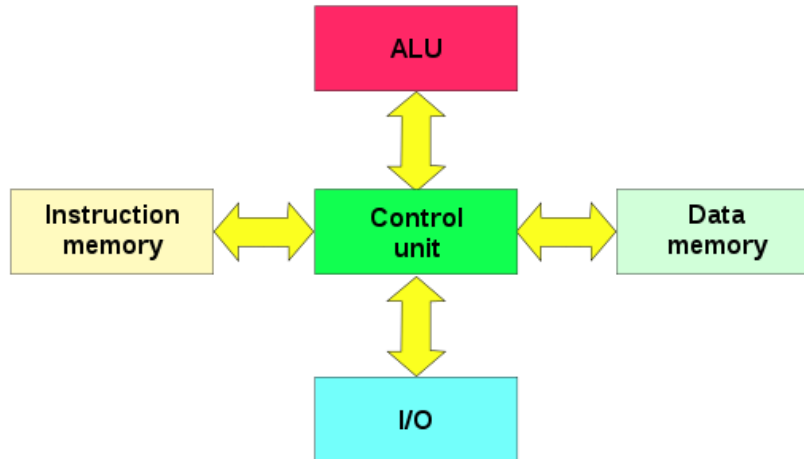 ALU
Instruction
memory
Control
unit
Data
memory
I/O